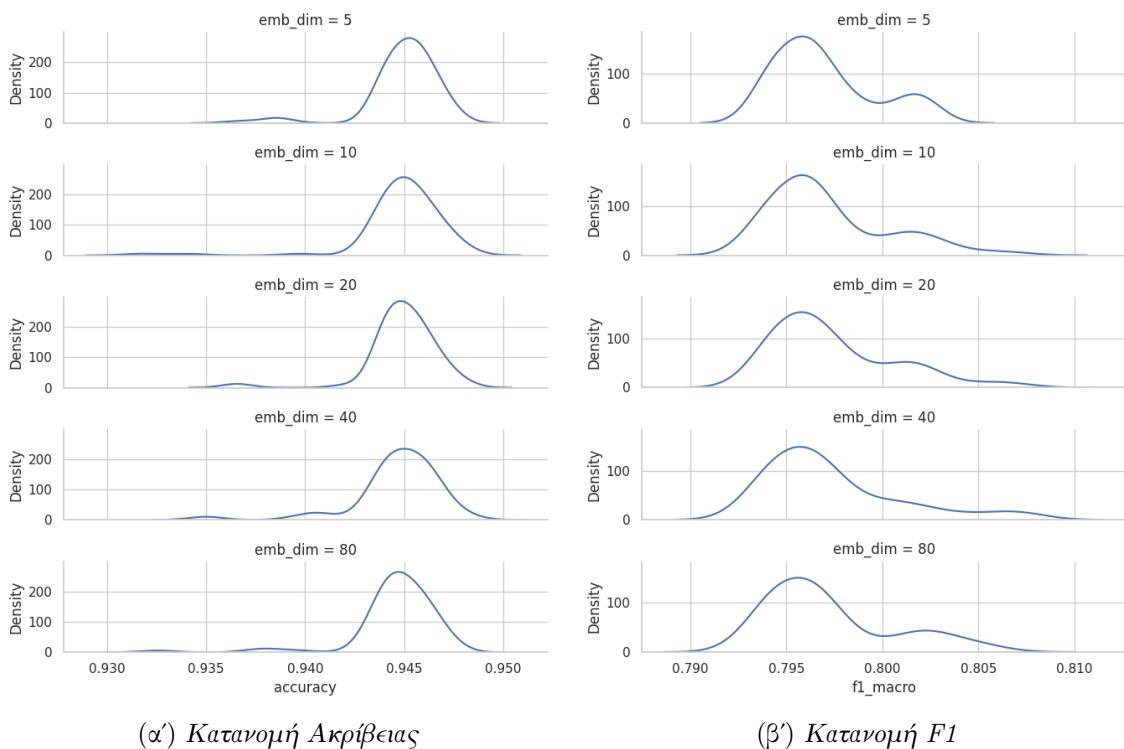 emb_dim = 5
Density
200
100
0
emb_dim = 10
Density
200
100
0
emb_dim = 20
Density
200
100
0
emb_dim = 40
Density
200
100
0
emb_dim = 80
Density
200
100
0
0.930 0.935 0.940 0.945 0.950
accuracy
(α΄) Κατανομή Ακρίβειας
emb_dim = 5
Density
100
0
emb_dim = 10
Density
100
0
emb_dim = 20
Density
100
0
emb_dim = 40
Density
100
0
emb_dim = 80
Density
100
0
0.790 0.795 0.800 0.805 0.810
f1_macro
(β΄) Κατανομή F1